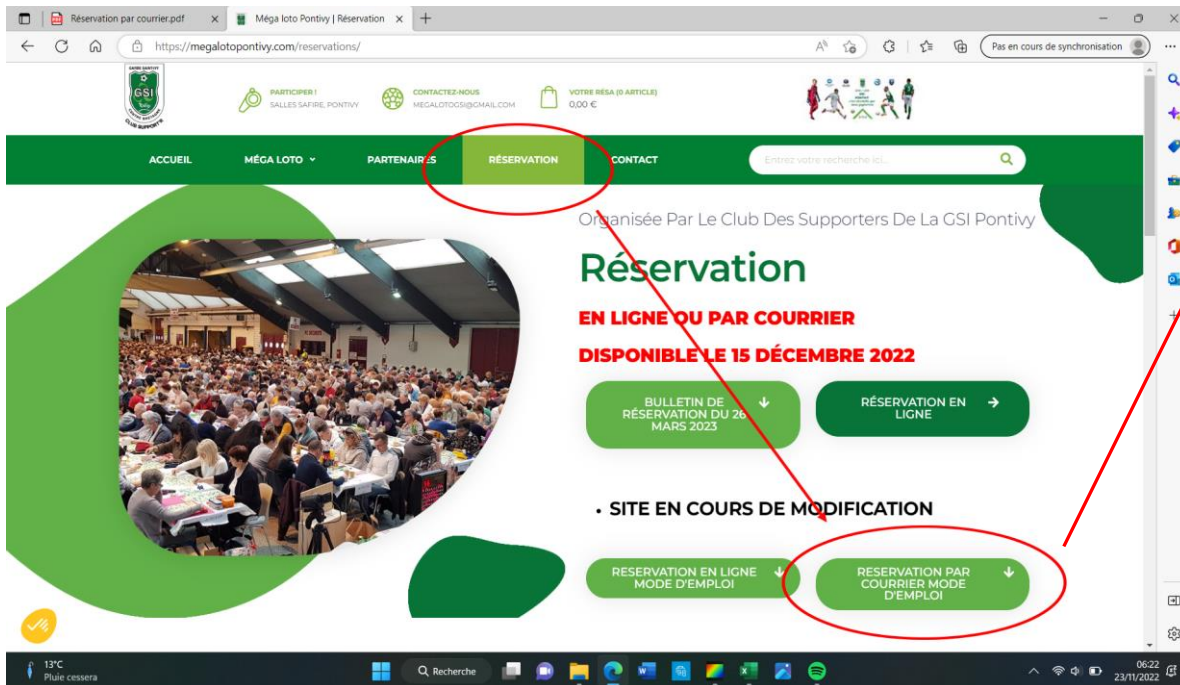 Réservation par courrier.pdf
Méga loto Pontivy | Réservation
https://megalotopontivy.com/reservations/
Pas en cours de synchronisation
GSI
PARTICIPER !
SALLES SAFIRE, PONTIVY
CONTACTEZ-NOUS
MEGALOTOGSI@GMAIL.COM
VOTRE RÉSA (0 ARTICLE)
0,00 €
ACCUEIL
MÉGA LOTO
PARTENAIRES
RÉSERVATION
CONTACT
Entrez votre recherche ici...
Organisée Par Le Club Des Supporters De La GSI Pontivy
Réservation
EN LIGNE OU PAR COURRIER
DISPONIBLE LE 15 DÉCEMBRE 2022
BULLETIN DE
RÉSERVATION DU 26
MARS 2023
RÉSERVATION EN
LIGNE
• SITE EN COURS DE MODIFICATION
RESERVATION EN LIGNE
MODE D'EMPLOI
RESERVATION PAR
COURRIER MODE
D'EMPLOI
13°C
Pluie cessera
Recherche
06:22
23/11/2022